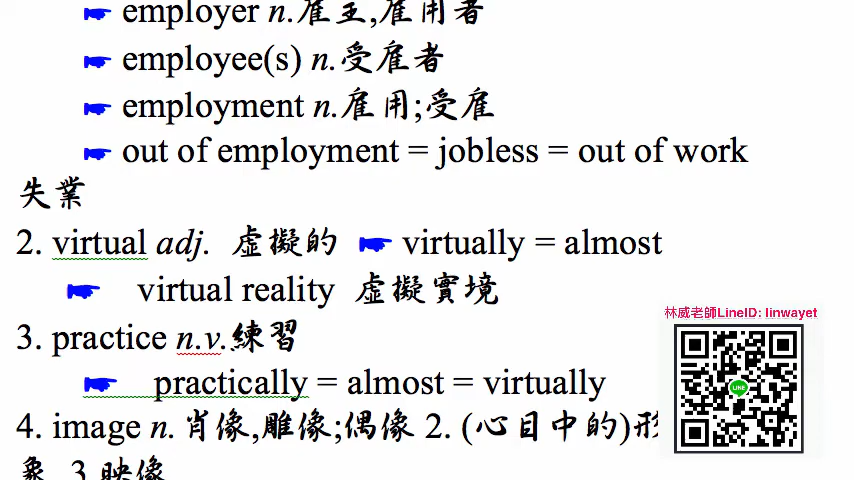 ☛ employer n.雇主,雇用者
☛ employee(s) n.受雇者
☛ employment n.雇用;受雇
☛ out of employment = jobless = out of work
失業
2. virtual adj. 虛擬的 ☛ virtually = almost
☛ virtual reality 虛擬實境
3. practice n.v.練習
☛ practically = almost = virtually
4. image n.肖像,雕像;偶像 2. (心目中的)形
象 3.映像
林威老師LineID: linwayet
LINE